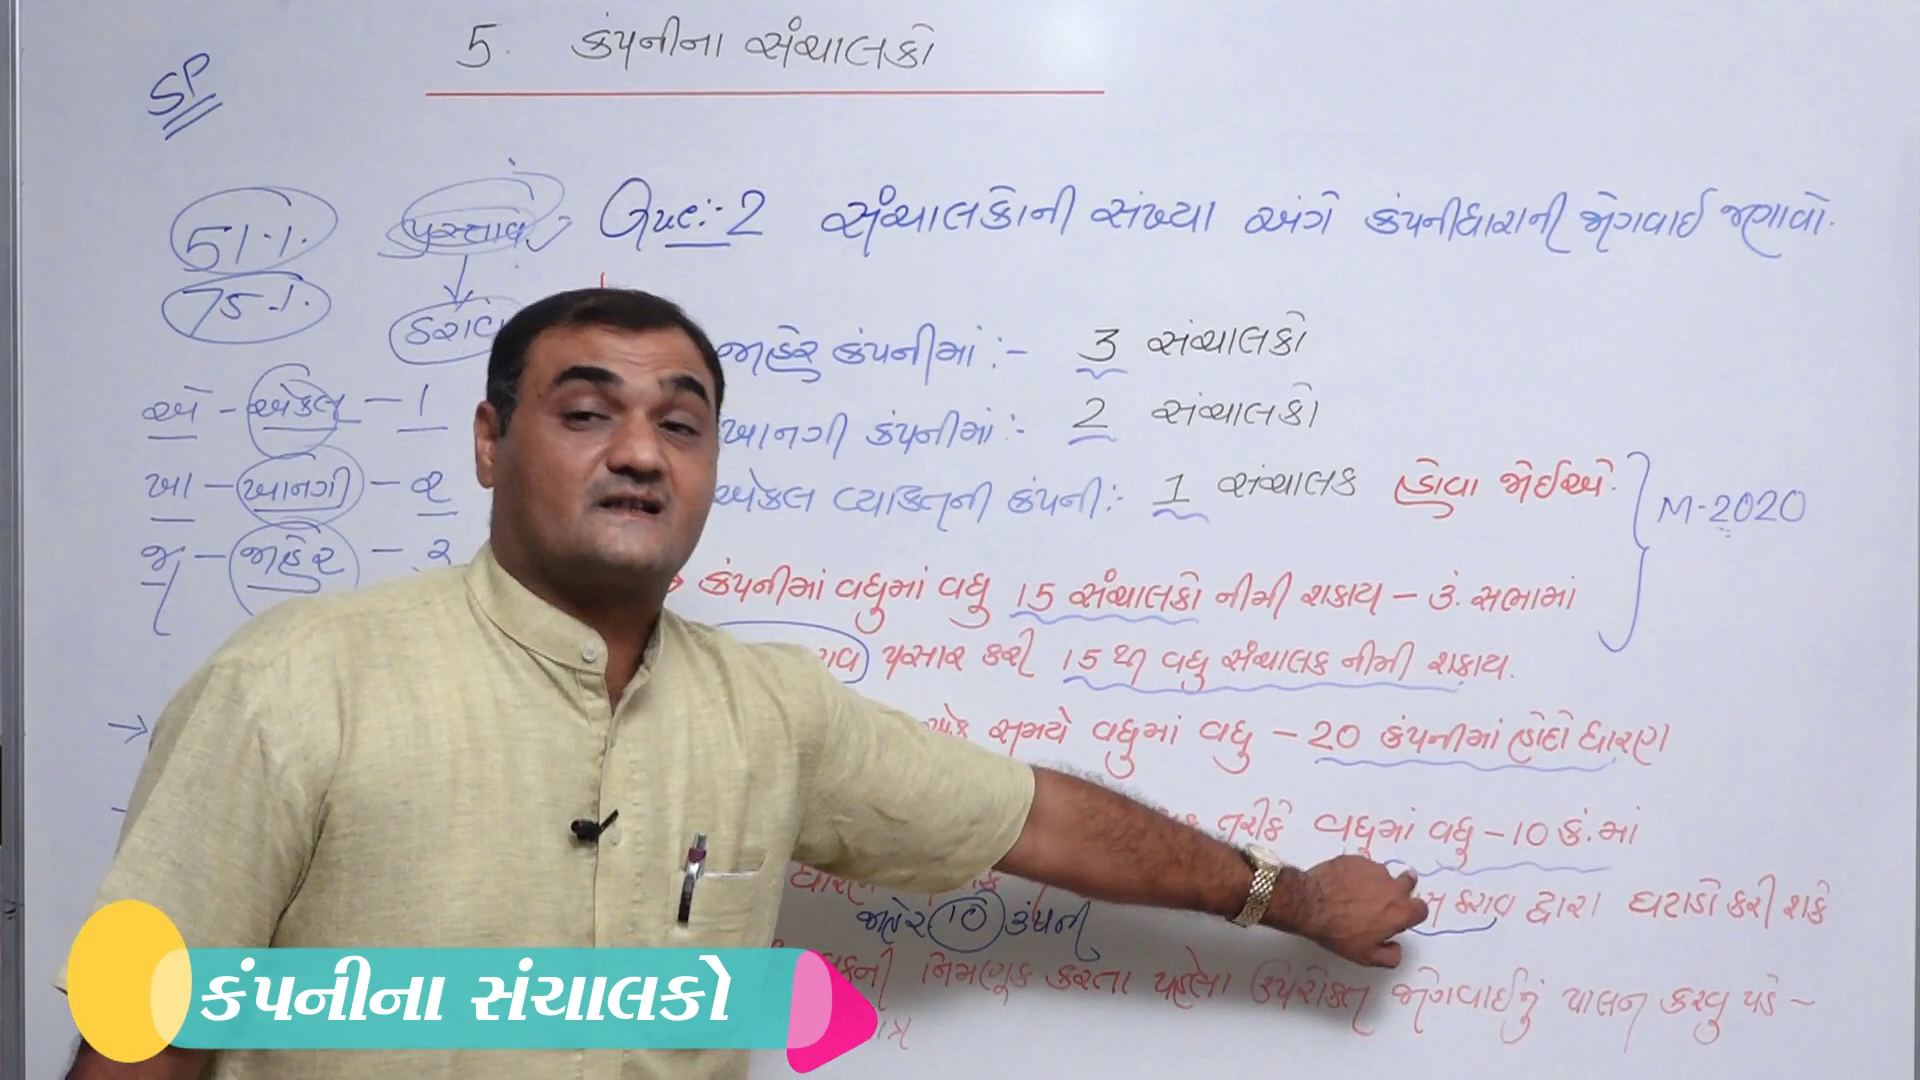 5. કંપનીના સંચાલકો
SP
51%
75%
પ્રસ્તાવ
ઠરાવ
Que:-2 સંચાલકોની સંખ્યા અંગે કંપનીધારાની જોગવાઈ જણાવો.
જાહેર કંપનીમાં :- 3 સંચાલકો
ખાનગી કંપનીમાં :- 2 સંચાલકો
એકલ વ્યક્તિની કંપની :- 1 સંચાલક હોવા જોઈએ.
M-2020
એ - એકલ - 1
ખા - ખાનગી - ૨
જા - જાહેર - ૩
→ કંપનીમાં વધુમાં વધુ 15 સંચાલકો નીમી શકાય - કં. સભામાં
પસાર કરી 15 થી વધુ સંચાલક નીમી શકાય.
એક સમયે વધુમાં વધુ - 20 કંપનીમાં હોદ્દો ધારણ
તરીકે વધુમાં વધુ - 10 કં. માં
ઠરાવ દ્વારા ઘટાડો કરી શકે
જાહેર 10 કંપની
નિમણૂક કરતા પહેલા ઉપરોક્ત જોગવાઈનું પાલન કરવુ પડે -
કંપનીના સંચાલકો